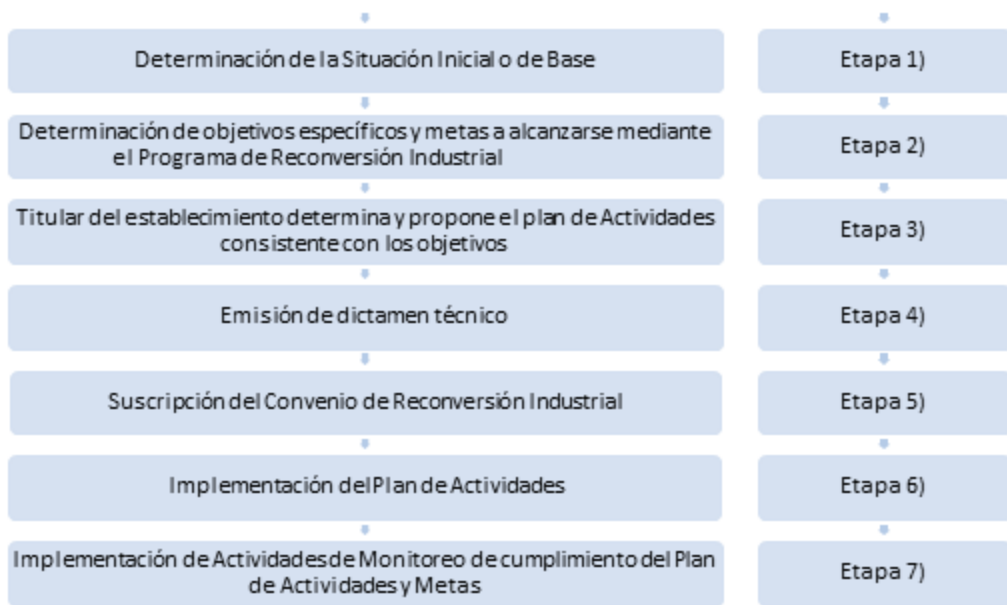 Determinación de la Situación Inicial o de Base
Etapa 1)
Determinación de objetivos específicos y metas a alcanzarse mediante
el Programa de Reconversión Industrial
Etapa 2)
Titular del establecimiento determina y propone el plan de Actividades
consistente con los objetivos
Etapa 3)
Emisión de dictamen técnico
Etapa 4)
Suscripción del Convenio de Reconversión Industrial
Etapa 5)
Implementación del Plan de Actividades
Etapa 6)
Implementación de Actividades de Monitoreo de cumplimiento del Plan
de Actividades y Metas
Etapa 7)